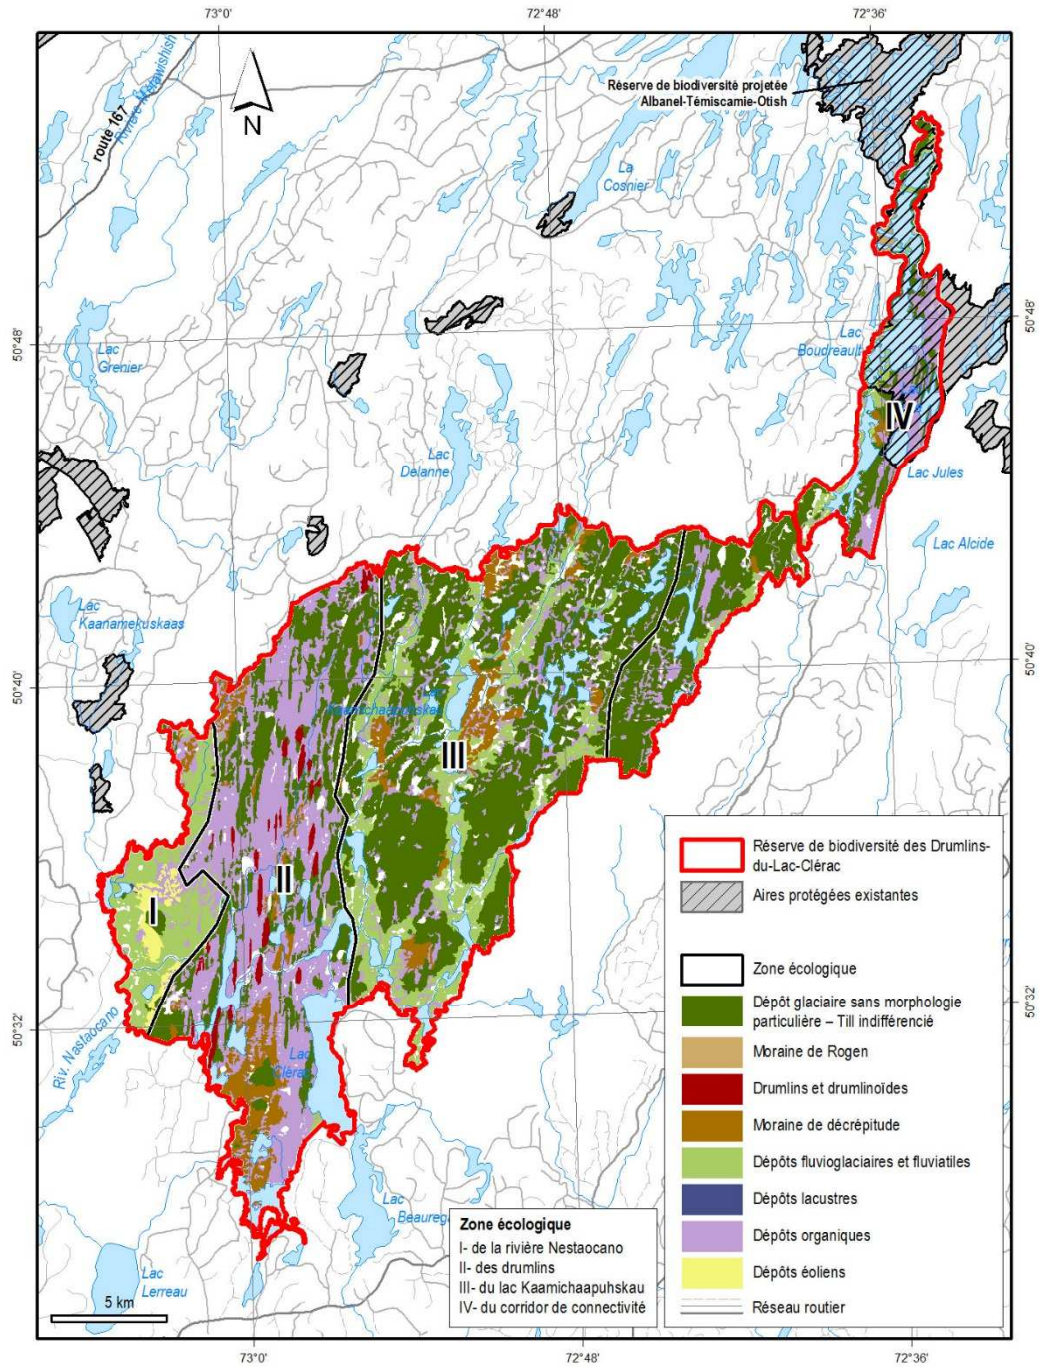 73°0'
72°48'
72°36'
Réserve de biodiversité projetée
Albanel-Témiscamie-Otish
route 167
N
La
Cosnier
50°48'
50°48'
Lac
Grenier
Lac
Boudreault
IV
Lac
Delanne
Lac Jules
Lac Alcide
Lac
Kaanamekuskaas
50°40'
50°40'
III
II
I
Réserve de biodiversité des Drumlins-
du-Lac-Clérac
Aires protégées existantes
Zone écologique
Dépôt glaciaire sans morphologie
particulière – Till indifférencié
Moraine de Rogen
Drumlins et drumlinoïdes
Moraine de décrépitude
Dépôts fluvioglaciaires et fluviatiles
Dépôts lacustres
Dépôts organiques
Dépôts éoliens
Réseau routier
50°32'
50°32'
Riv. Nastaocano
Lac
Clérac
Lac
Beaureg
Zone écologique
I- de la rivière Nestaocano
II- des drumlins
III- du lac Kaamichaapuhskau
IV- du corridor de connectivité
Lac
Lerreau
5 km
73°0'
72°48'
72°36'